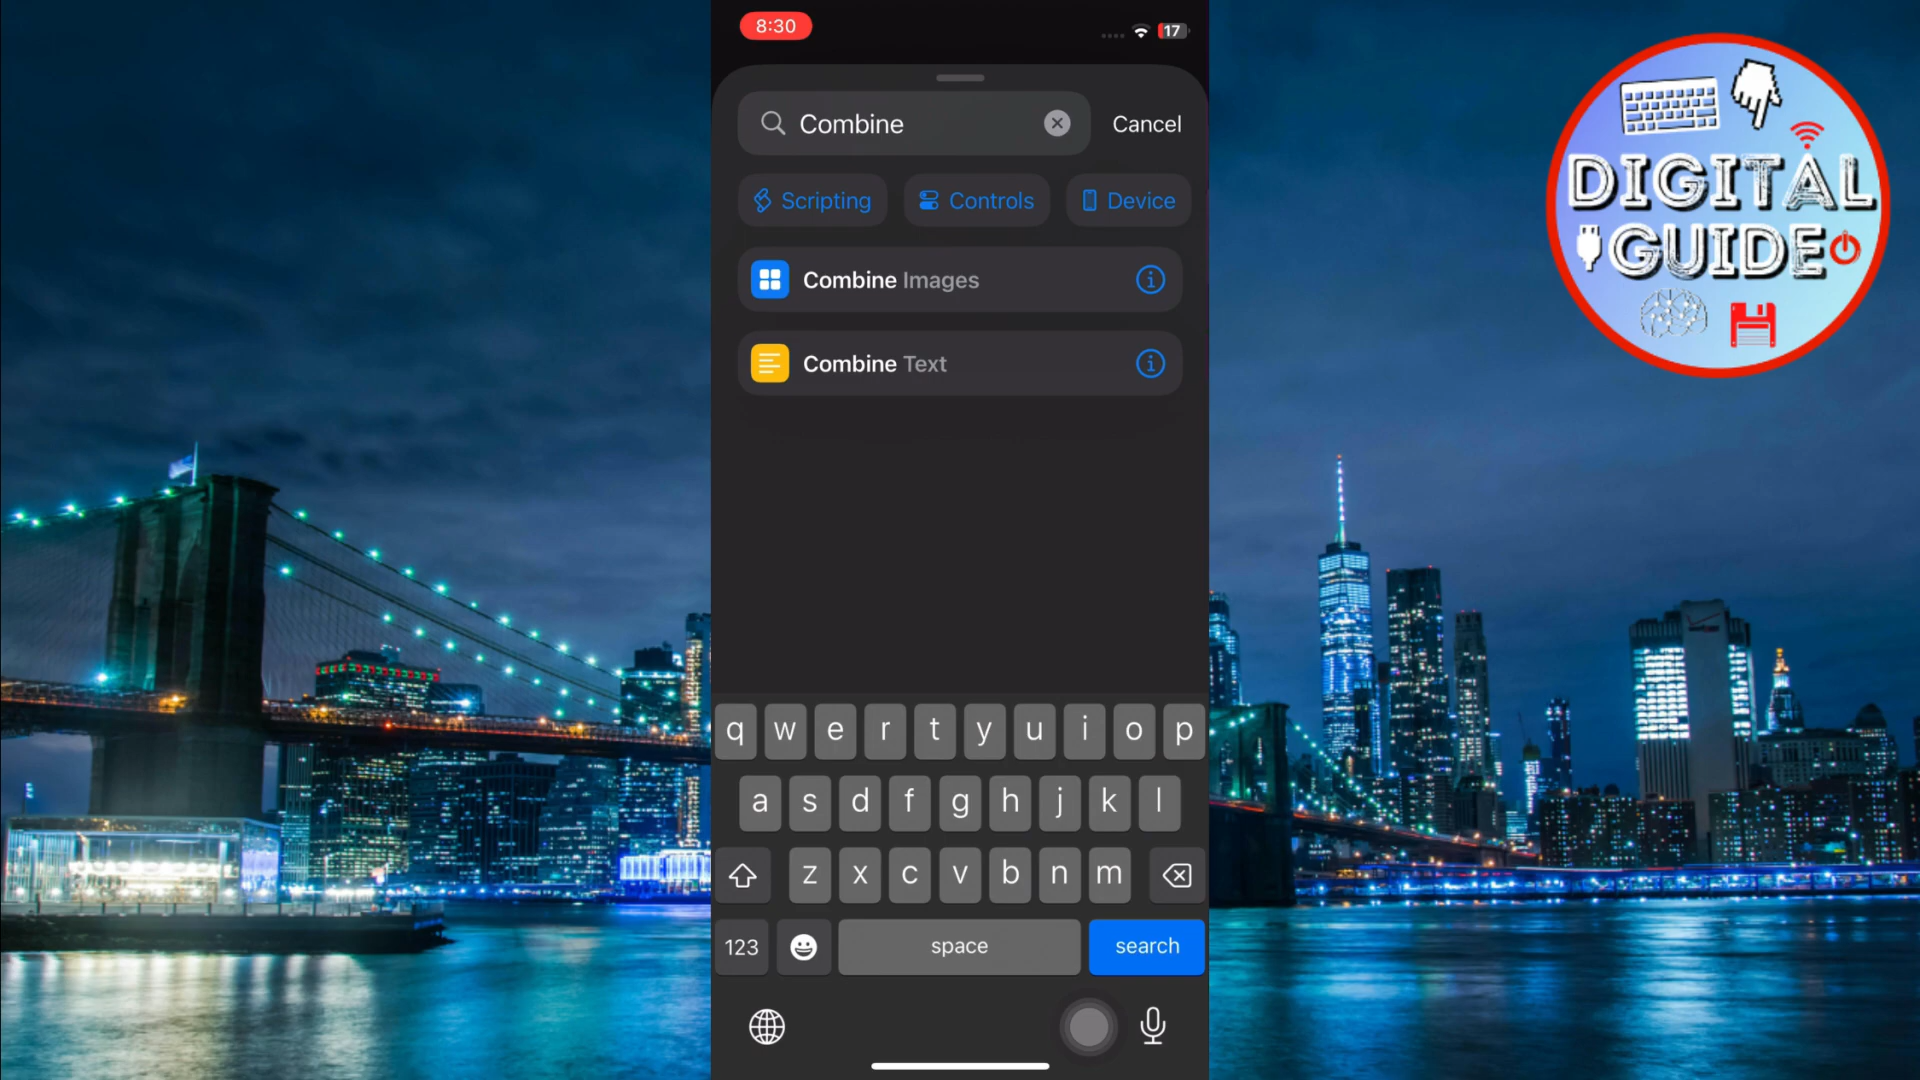 8:30
17
Combine
Cancel
Scripting
Controls
Device
Combine Images
Combine Text
q w e r t y u i o p
a s d f g h j k l
z x c v b n m
123
space
search
DIGITAL
GUIDE